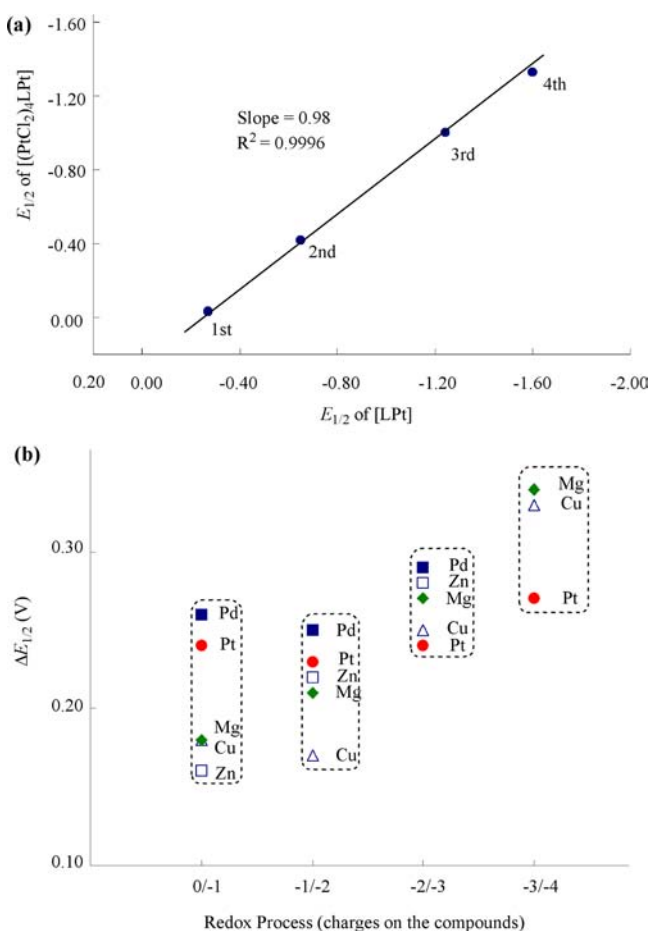 (a)
-1.60
-1.20
-0.80
-0.40
0.00
E1/2 of [(PtCl2)4LPt]
Slope = 0.98
R2 = 0.9996
1st
2nd
3rd
4th
0.20
0.00
-0.40
-0.80
-1.20
-1.60
-2.00
E1/2 of [LPt]
(b)
0.30
0.20
0.10
ΔE1/2 (V)
Pd
Pt
Mg
Cu
Zn
Pd
Pt
Zn
Mg
Cu
Pd
Zn
Mg
Cu
Pt
Mg
Cu
Pt
0/-1
-1/-2
-2/-3
-3/-4
Redox Process (charges on the compounds)